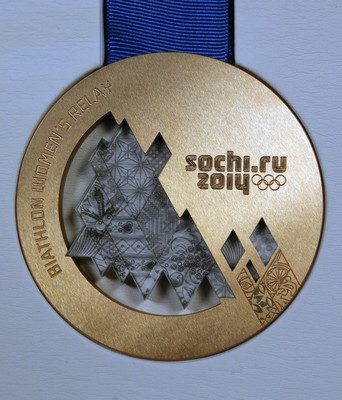 BIATHLON WOMEN'S RELAY
sochi.ru
2014